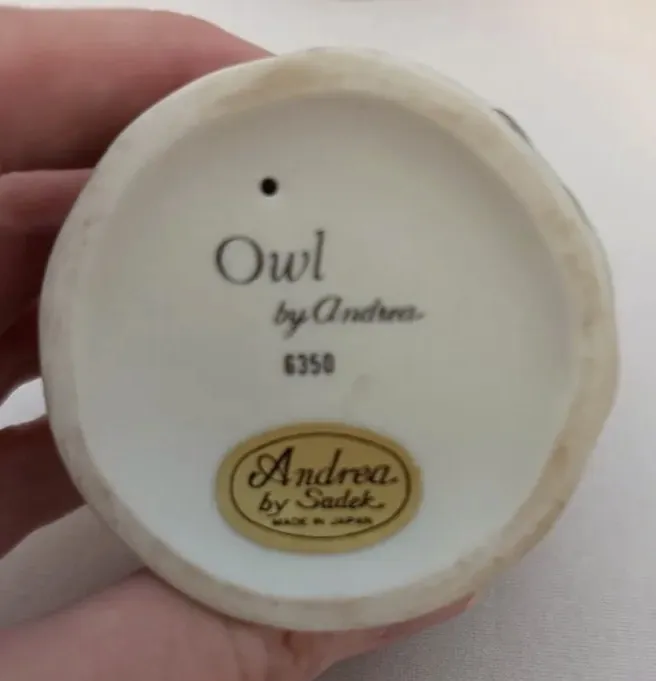 Owl
by Andrea
6350
Andrea
by Sadek
MADE IN JAPAN